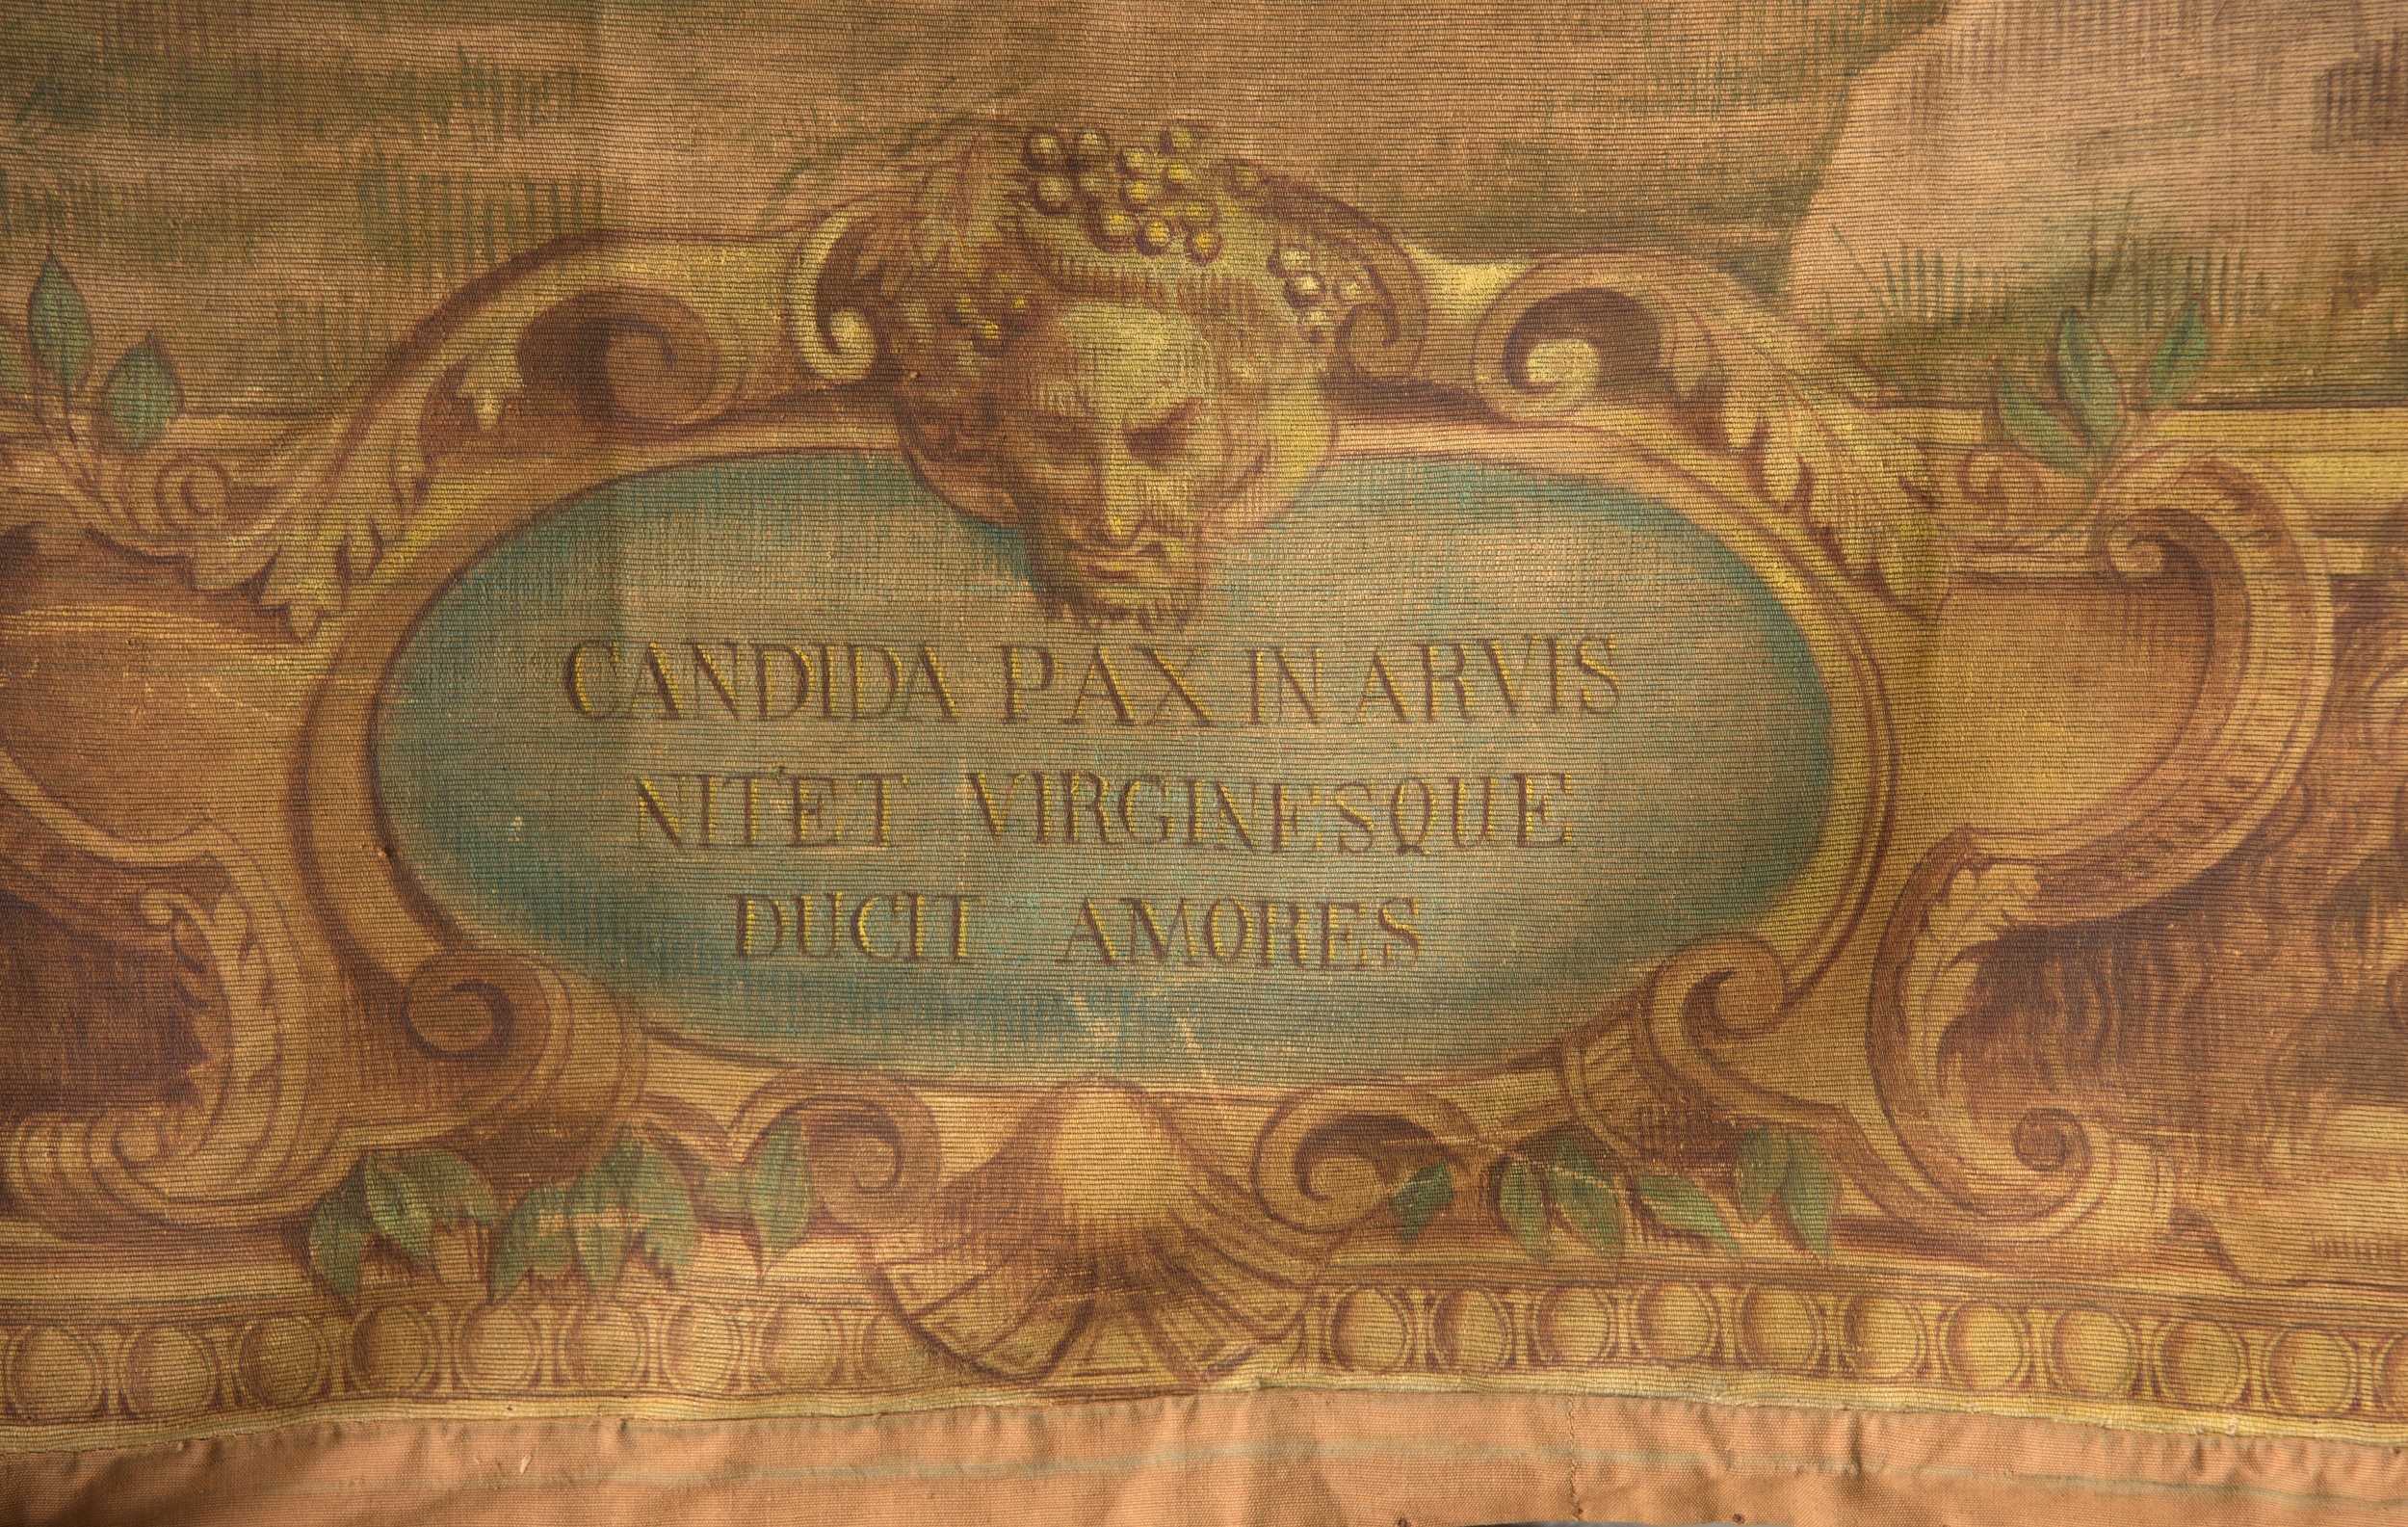 CANDIDA PAX IN ARVIS
NITET VIRGINESQUE
DUCIT AMORES